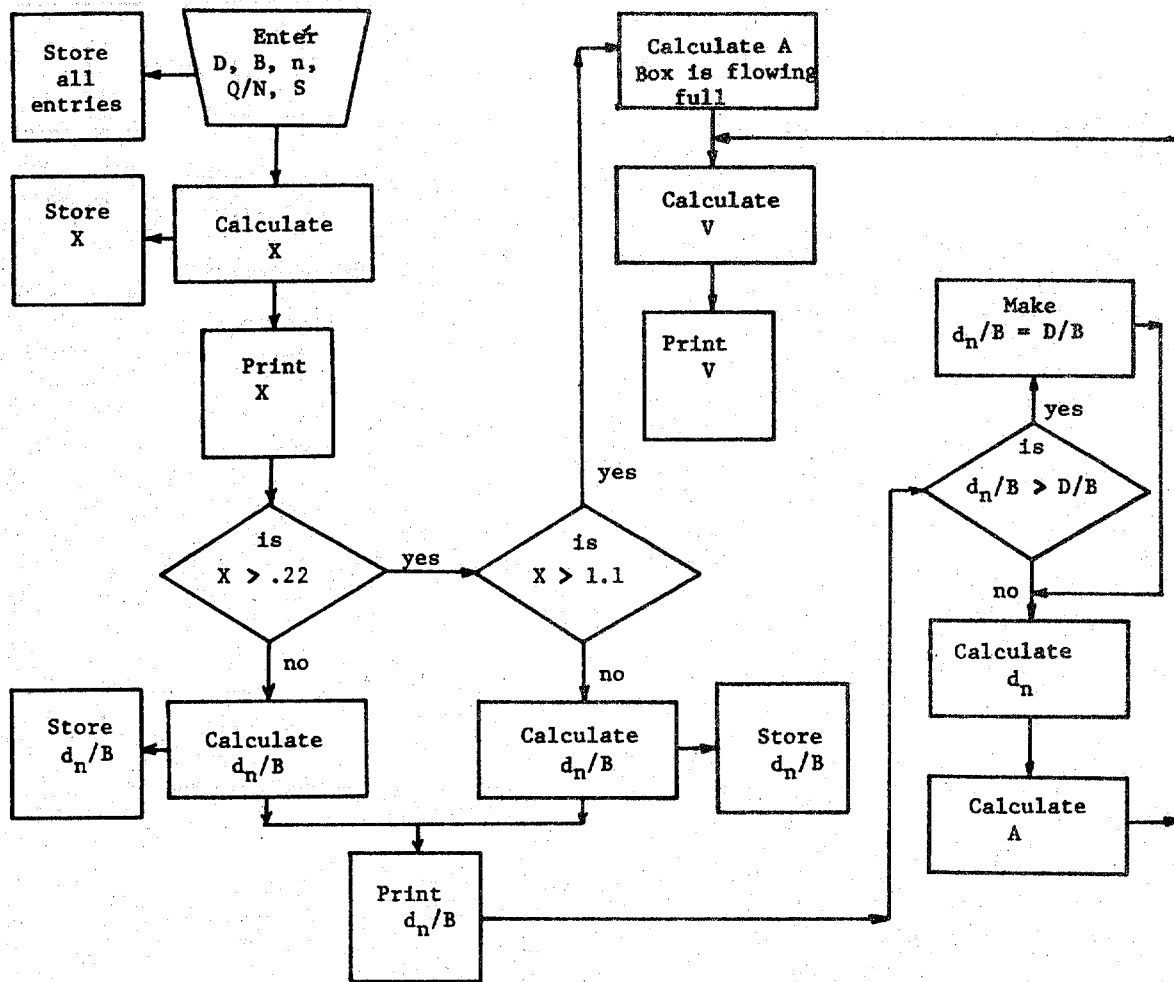 Enter
D, B, n,
Q/N, S
Store
all
entries
Calculate
X
Store
X
Print
X
is
X > .22
yes
no
is
X > 1.1
yes
no
Calculate
dn/B
Store
dn/B
Calculate
dn/B
Store
dn/B
Print
dn/B
is
dn/B > D/B
yes
no
Make
dn/B = D/B
Calculate
dn
Calculate
A
Calculate A
Box is flowing
full
Calculate
V
Print
V